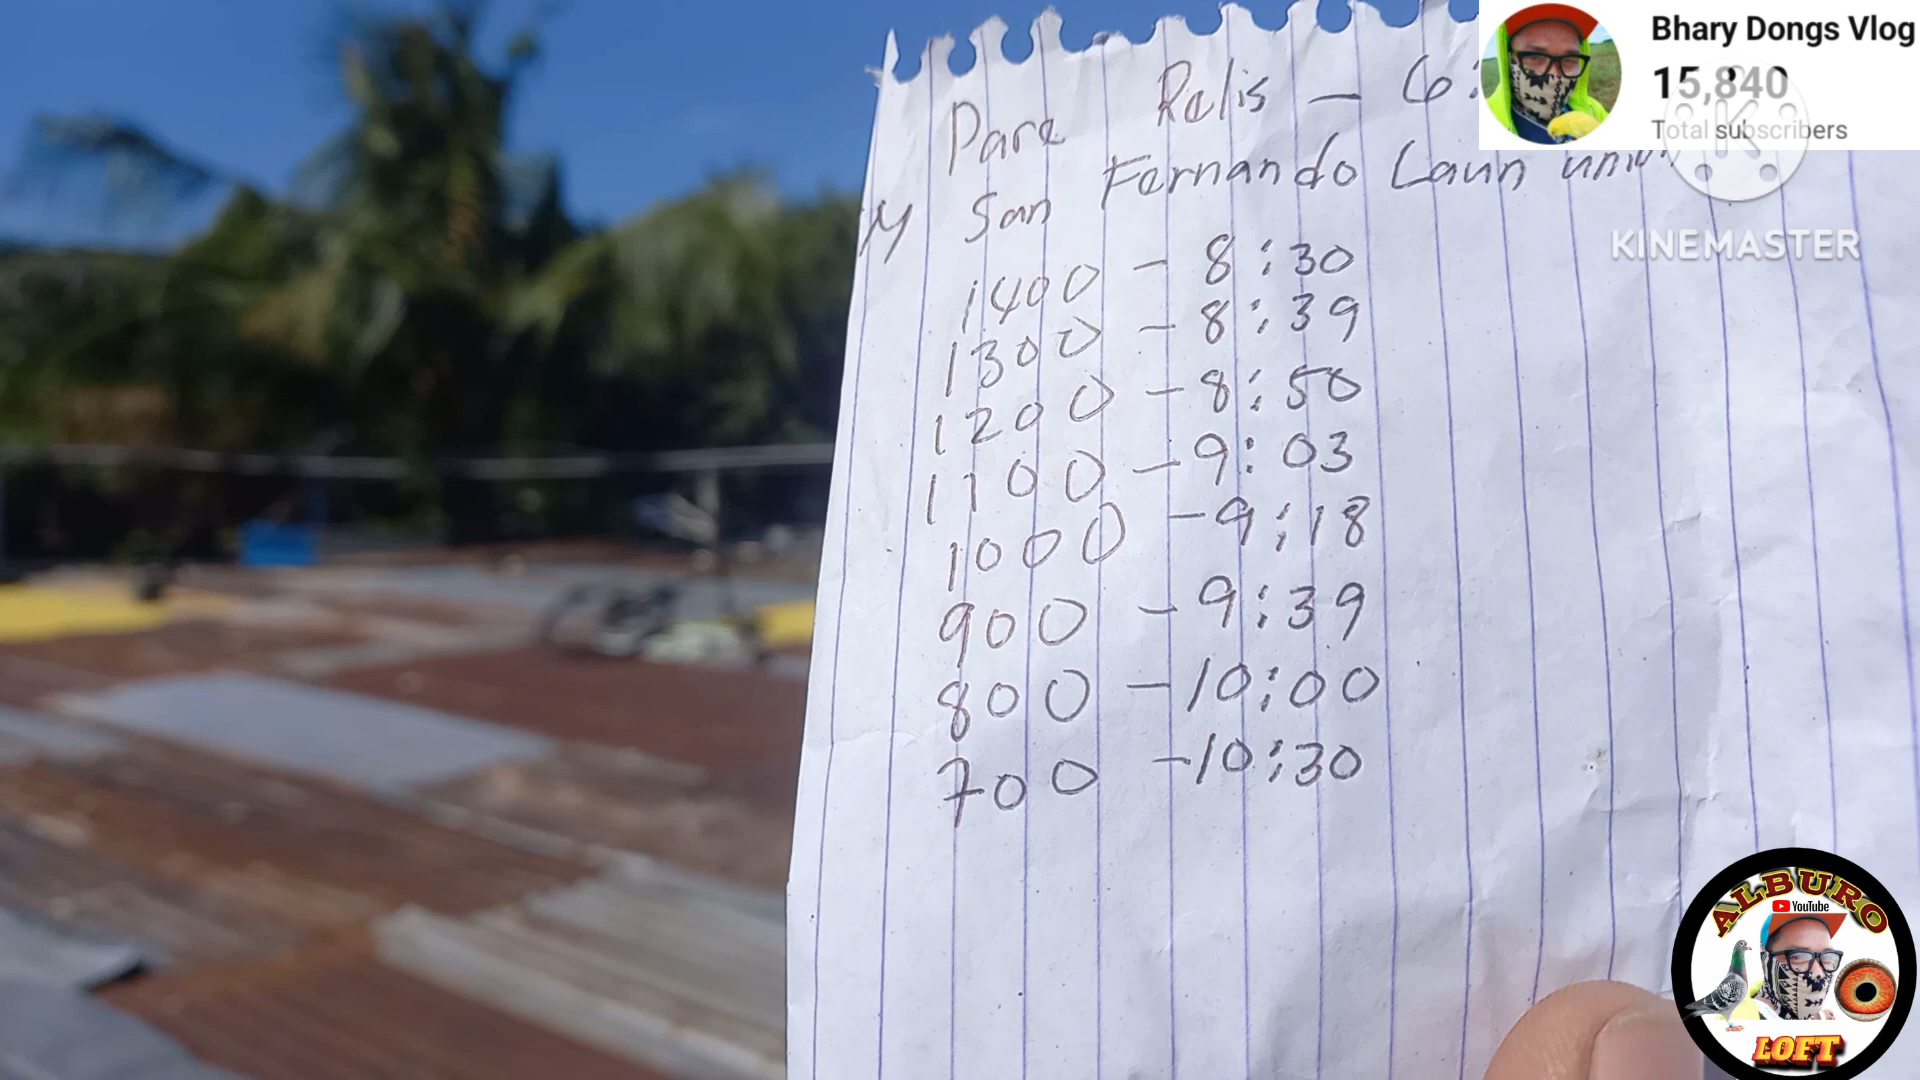 Bhary Dongs Vlog
15,840
Total subscribers
KINEMASTER
Pare Relis - 6:
San Fernando Laun union
1400 - 8:30
1300 - 8:39
1200 - 8:50
1100 - 9:03
1000 - 9:18
900 - 9:39
800 - 10:00
700 - 10:30
ALBURO
YouTube
LOFT